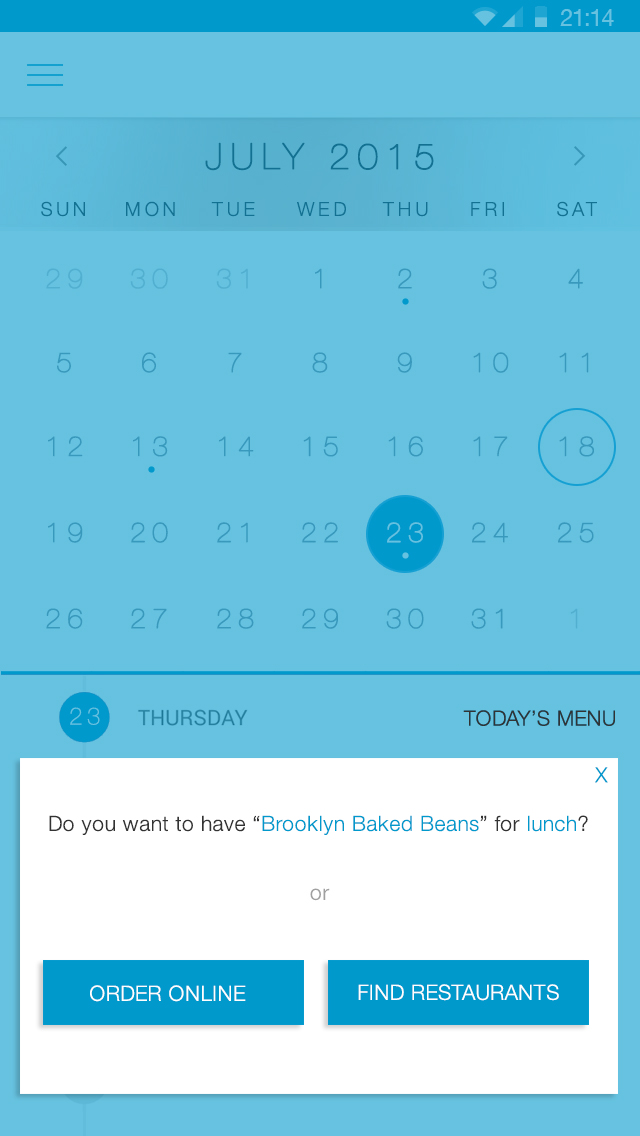 21:14
JULY 2015
SUN MON TUE WED THU FRI SAT
29 30 31 1 2 3 4
5 6 7 8 9 10 11
12 13 14 15 16 17 18
19 20 21 22 23 24 25
26 27 28 29 30 31 1
23 THURSDAY TODAY'S MENU
X
Do you want to have “Brooklyn Baked Beans” for lunch?
or
ORDER ONLINE FIND RESTAURANTS